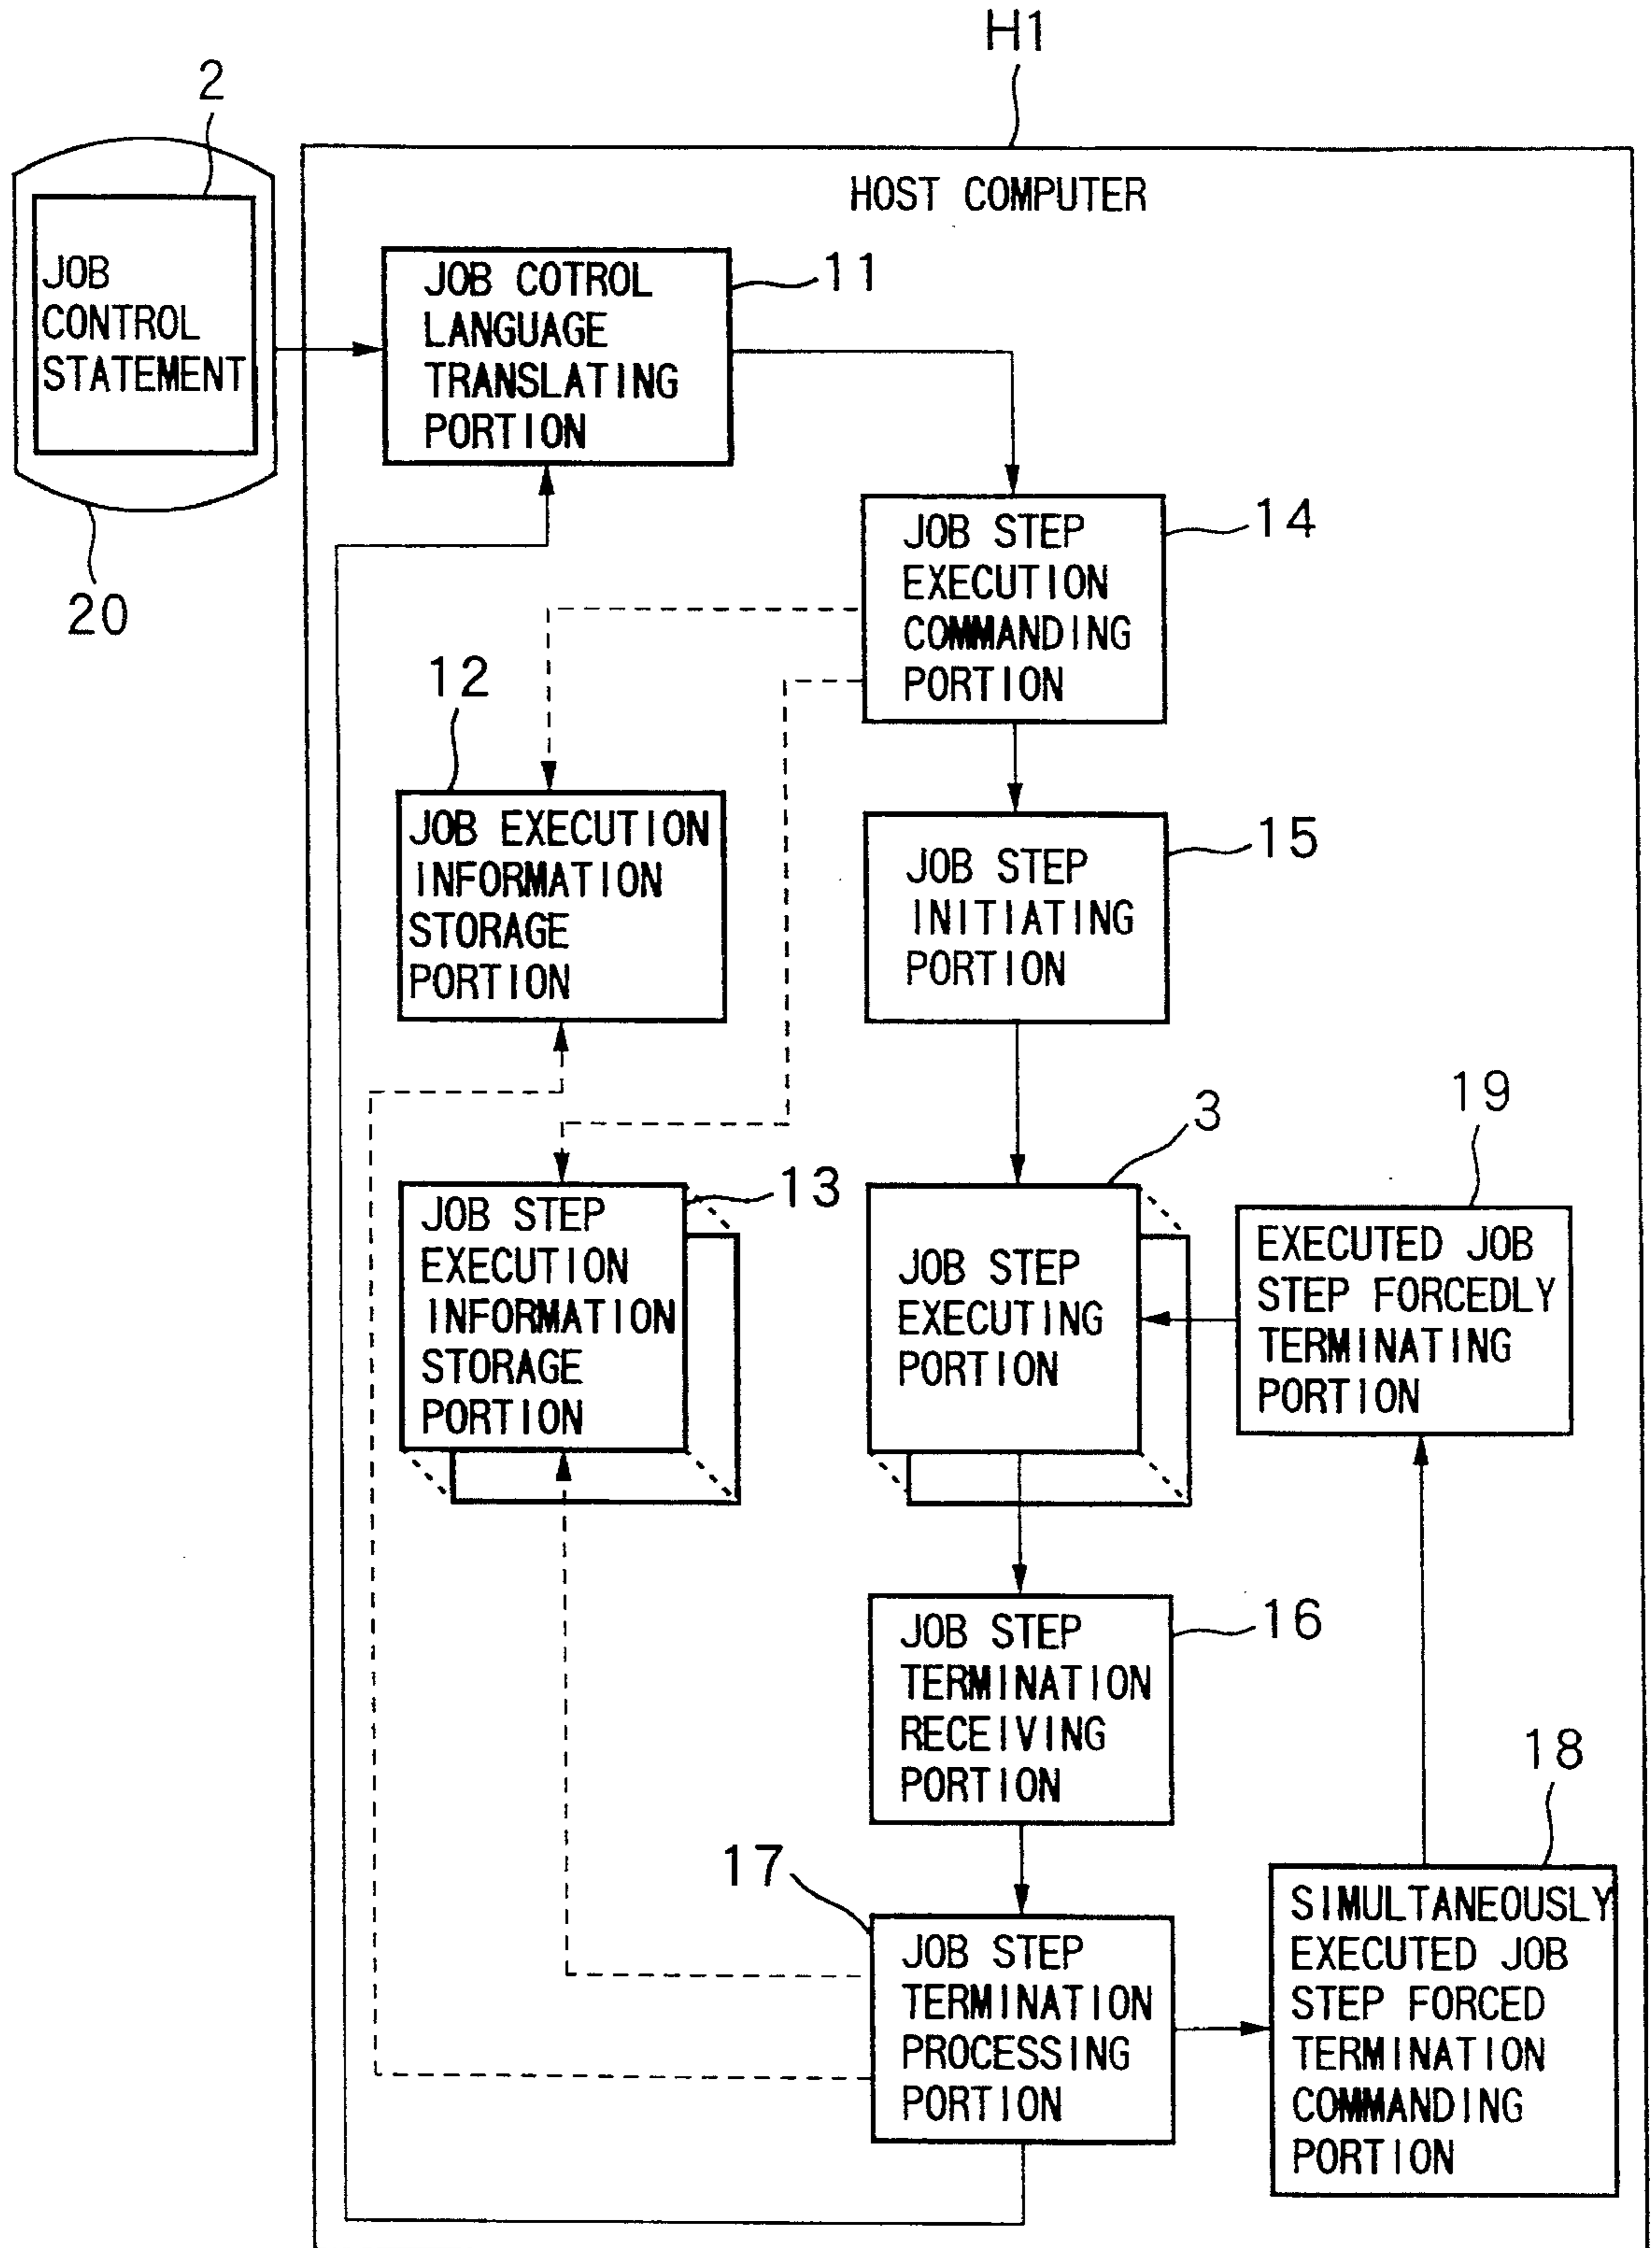 H1
2
HOST COMPUTER
JOB
CONTROL
STATEMENT
20
JOB COTROL
LANGUAGE
TRANSLATING
PORTION
11
JOB STEP
EXECUTION
COMMANDING
PORTION
14
12
JOB EXECUTION
INFORMATION
STORAGE
PORTION
JOB STEP
INITIATING
PORTION
15
13
JOB STEP
EXECUTION
INFORMATION
STORAGE
PORTION
3
JOB STEP
EXECUTING
PORTION
19
EXECUTED JOB
STEP FORCEDLY
TERMINATING
PORTION
JOB STEP
TERMINATION
RECEIVING
PORTION
16
17
JOB STEP
TERMINATION
PROCESSING
PORTION
18
SIMULTANEOUSLY
EXECUTED JOB
STEP FORCED
TERMINATION
COMMANDING
PORTION